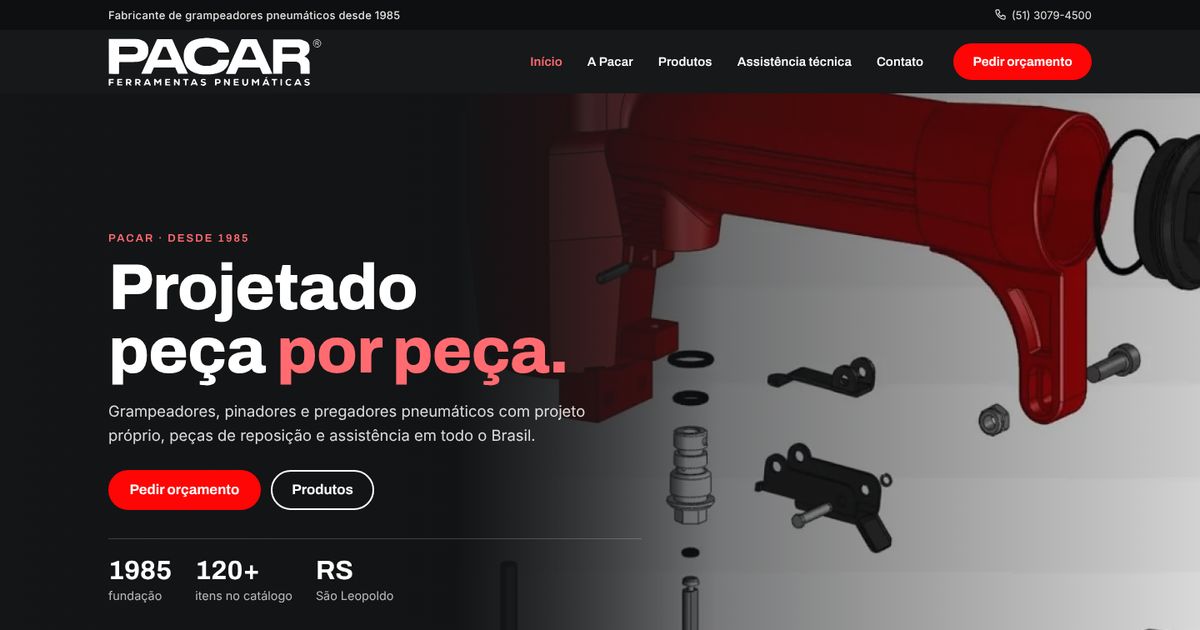 Fabricante de grampeadores pneumáticos desde 1985
(51) 3079-4500
PACAR®
FERRAMENTAS PNEUMÁTICAS
Início
A Pacar
Produtos
Assistência técnica
Contato
Pedir orçamento
PACAR · DESDE 1985
Projetado
peça por peça.
Grampeadores, pinadores e pregadores pneumáticos com projeto
próprio, peças de reposição e assistência em todo o Brasil.
Pedir orçamento
Produtos
1985
fundação
120+
itens no catálogo
RS
São Leopoldo